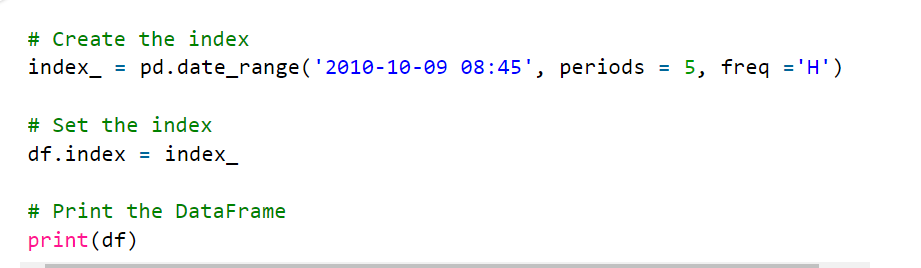 # Create the index
index_ = pd.date_range('2010-10-09 08:45', periods = 5, freq ='H')
# Set the index
df.index = index_
# Print the DataFrame
print(df)